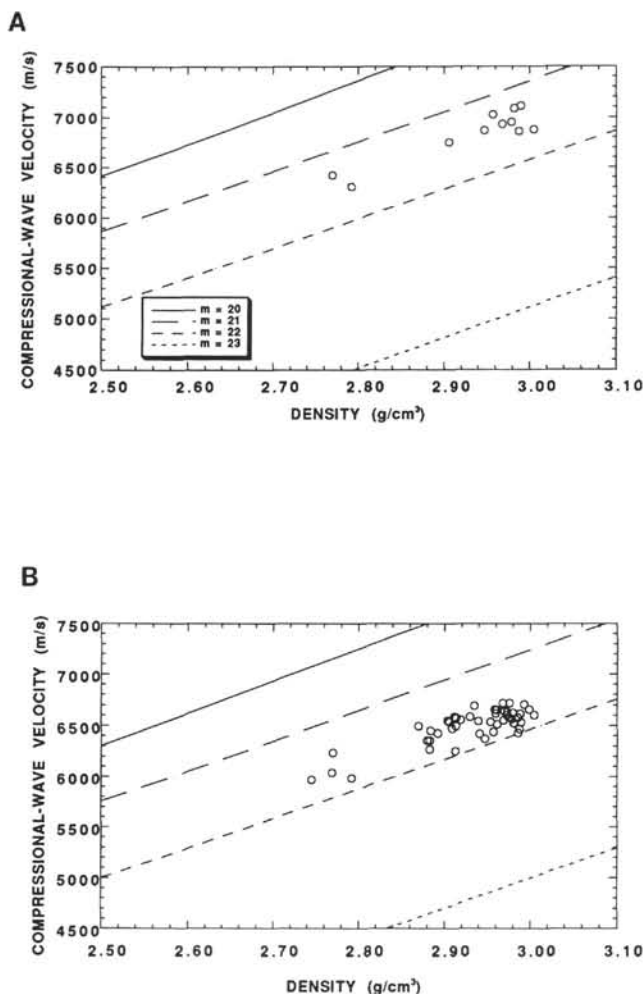 A
COMPRESSIONAL-WAVE VELOCITY (m/s)
7500
7000
6500
6000
5500
5000
4500
m = 20
m = 21
m = 22
m = 23
2.50 2.60 2.70 2.80 2.90 3.00 3.10
DENSITY (g/cm³)
B
COMPRESSIONAL-WAVE VELOCITY (m/s)
7500
7000
6500
6000
5500
5000
4500
2.50 2.60 2.70 2.80 2.90 3.00 3.10
DENSITY (g/cm³)